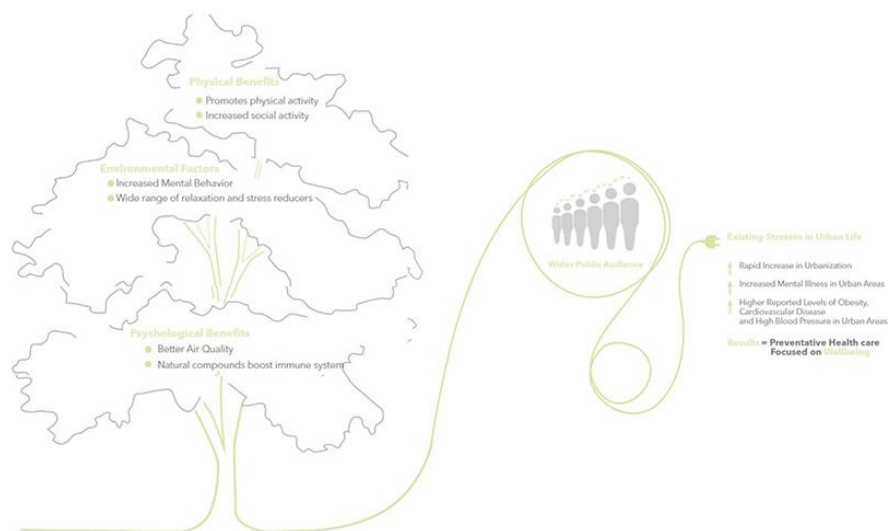 Physical Benefits
Promotes physical activity
Increased social activity
Environmental Factors
Increased Mental Behavior
Wide range of relaxation and stress reducers
Psychological Benefits
Better Air Quality
Natural compounds boost immune system
Wider Public Audience
Existing Stresses in Urban Life
Rapid Increase in Urbanization
Increased Mental Illness in Urban Areas
Higher Reported Levels of Obesity,
Cardiovascular Disease
and High Blood Pressure in Urban Areas
Results = Preventative Health care
Focused on Wellbeing